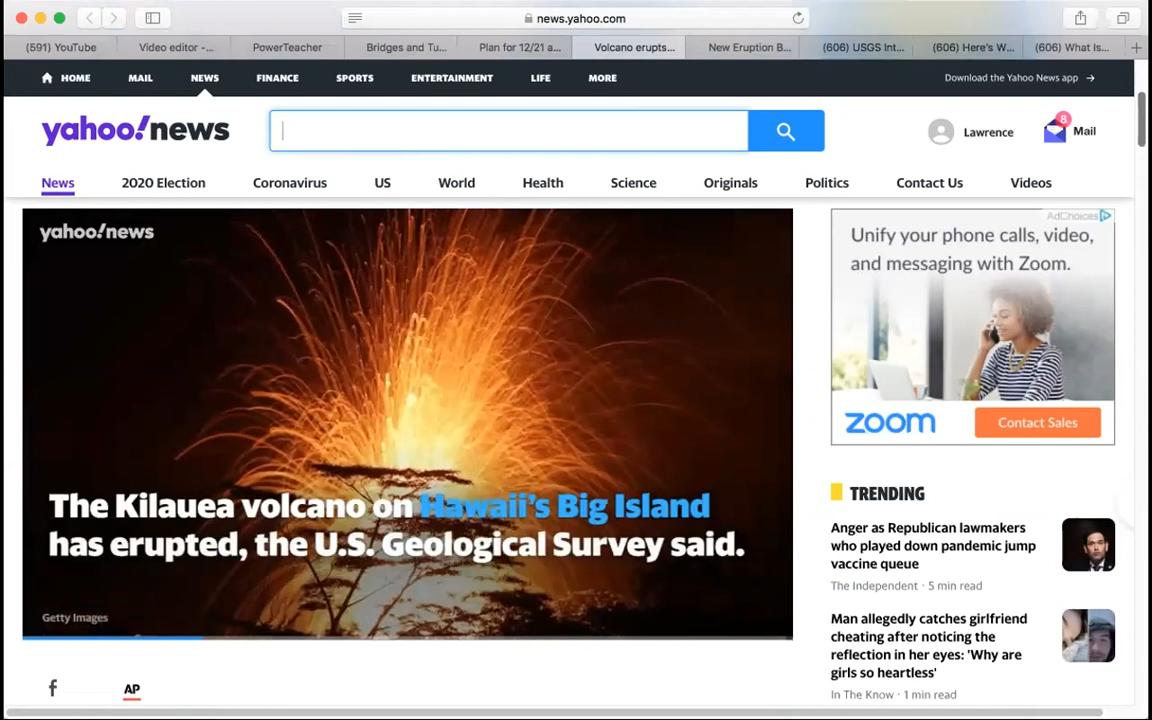 news.yahoo.com
(591) YouTube
Video editor -...
PowerTeacher
Bridges and Tu...
Plan for 12/21 a...
Volcano erupts...
New Eruption B...
(606) USGS Int...
(606) Here's W...
(606) What Is...
HOME
MAIL
NEWS
FINANCE
SPORTS
ENTERTAINMENT
LIFE
MORE
Download the Yahoo News app
yahoo!news
Lawrence
8
Mail
News
2020 Election
Coronavirus
US
World
Health
Science
Originals
Politics
Contact Us
Videos
yahoo!news
The Kilauea volcano on Hawaii's Big Island
has erupted, the U.S. Geological Survey said.
Getty Images
f
AP
AdChoices
Unify your phone calls, video,
and messaging with Zoom.
zoom
Contact Sales
TRENDING
Anger as Republican lawmakers
who played down pandemic jump
vaccine queue
The Independent · 5 min read
Man allegedly catches girlfriend
cheating after noticing the
reflection in her eyes: 'Why are
girls so heartless'
In The Know · 1 min read